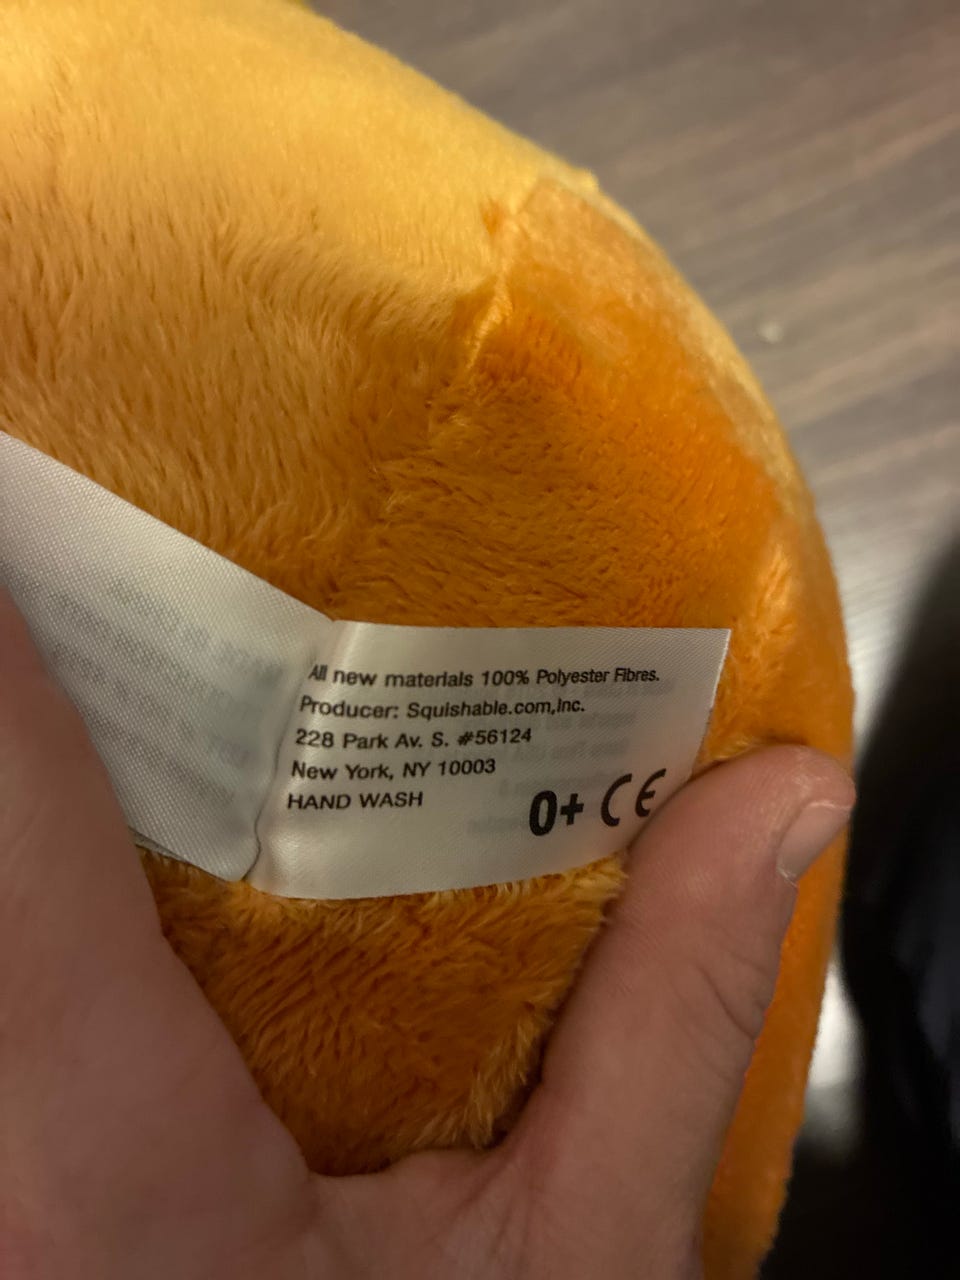 All new materials 100% Polyester Fibres.
Producer: Squishable.com,Inc.
228 Park Av. S. #56124
New York, NY 10003
HAND WASH
0+ CE